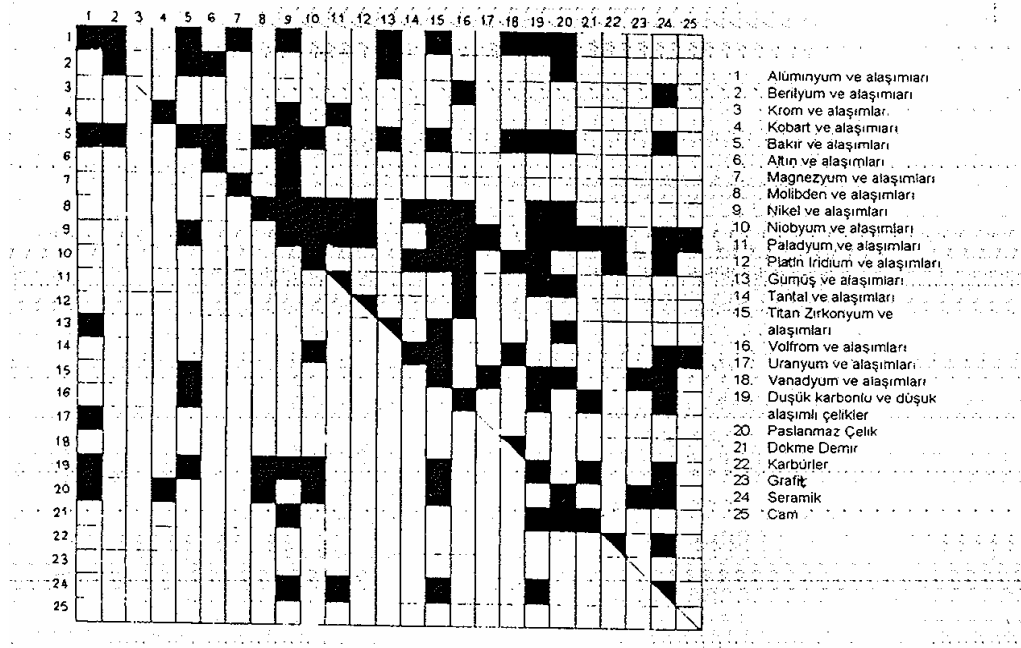 1 2 3 4 5 6 7 8 9 10 11 12 13 14 15 16 17 18 19 20 21 22 23 24 25
1
2
3
4
5
6
7
8
9
10
11
12
13
14
15
16
17
18
19
20
21
22
23
24
25
1 Alüminyum ve alaşımları
2 Berilyum ve alaşımları
3 Krom ve alaşımlar.
4 Kobart ve alaşımları
5. Bakır ve alaşımları
6. Altın ve alaşımları
7. Magnezyum ve alaşımları
8 Molibden ve alaşımları
9. Nikel ve alaşımları
10 Niobyum ve alaşımları
11 Paladyum ve alaşımları
12 Platin Iridium ve alaşımları
13 Gümüş ve alaşımları
14 Tantal ve alaşımları
15 Titan Zırkonyum ve
alaşımları
16. Volfrom ve alaşımları
17. Uranyum ve alaşımları
18. Vanadyum ve alaşımları
19. Duşük karbonlu ve düşuk
alaşımlı çelikler
20. Paslanmaz Çelik
21 Dokme Demir
22. Karbürler
23 Grafit
24 Seramik
25 Cam